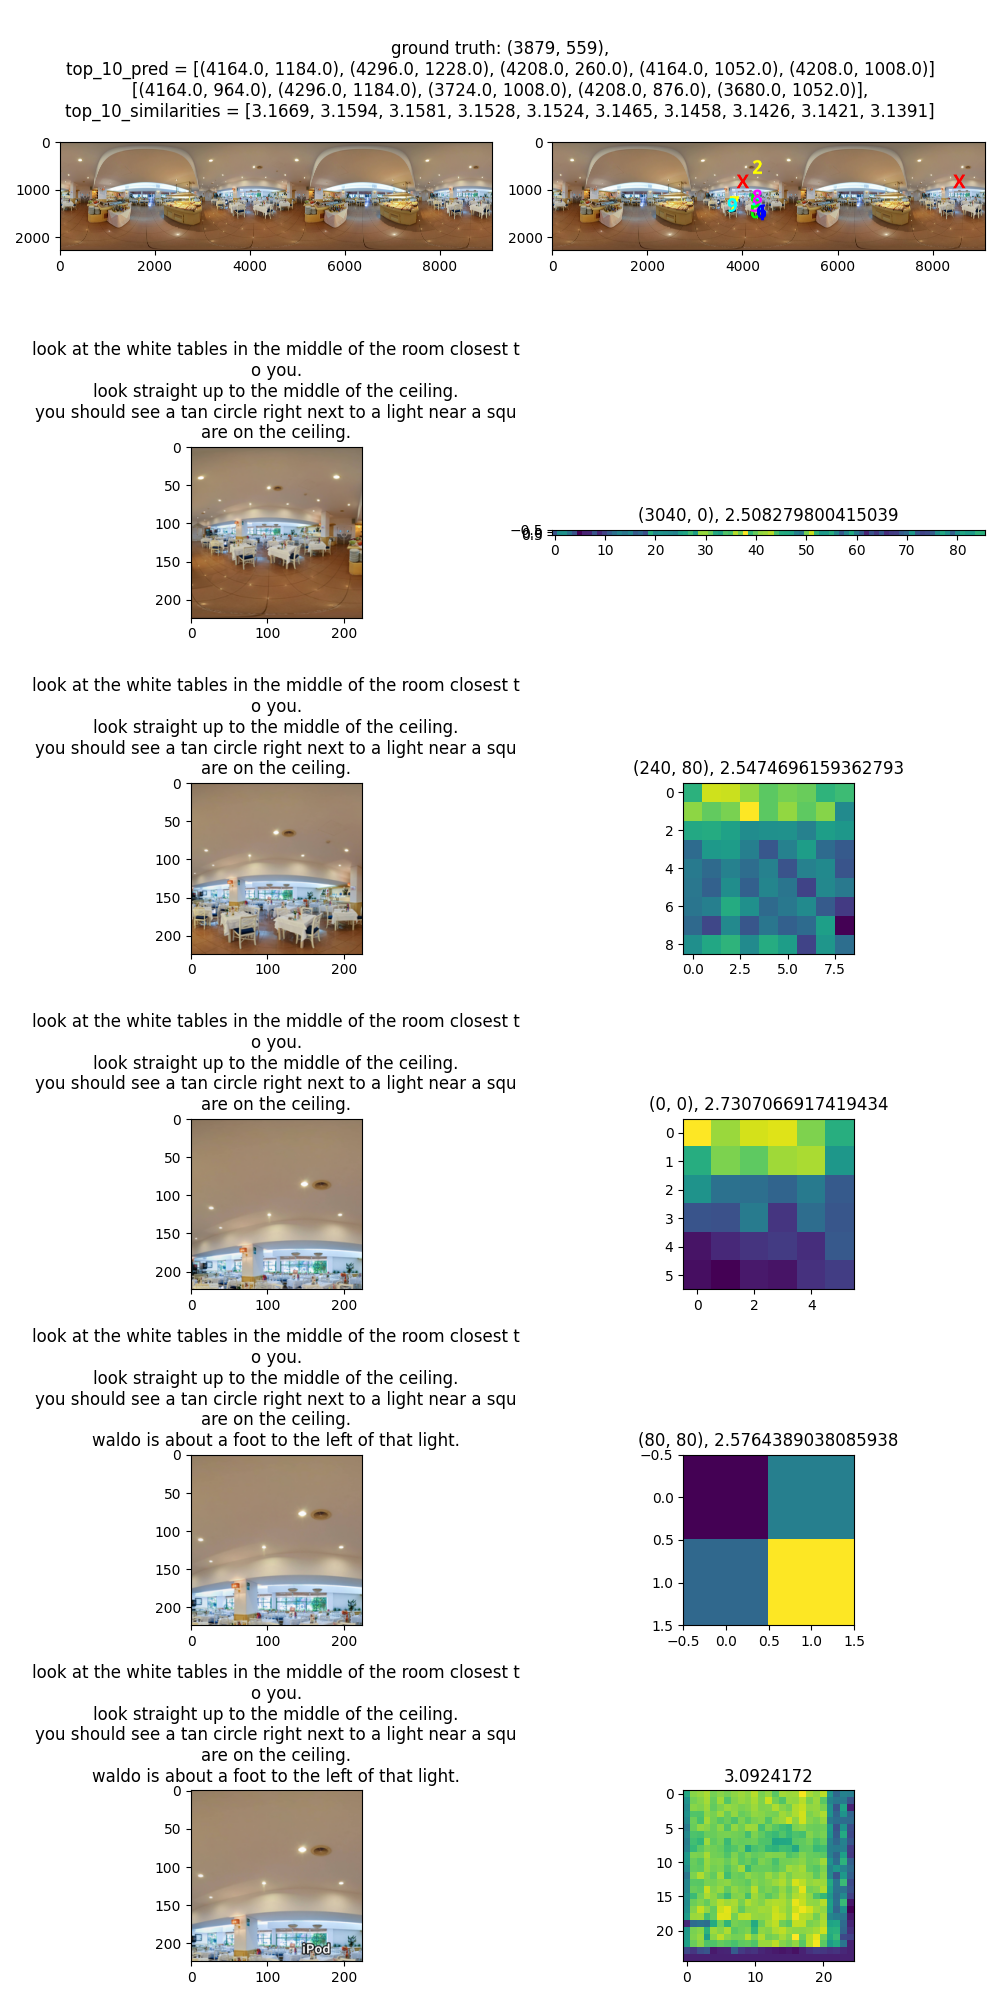 ground truth: (3879, 559),
top_10_pred = [(4164.0, 1184.0), (4296.0, 1228.0), (4208.0, 260.0), (4164.0, 1052.0), (4208.0, 1008.0)]
[(4164.0, 964.0), (4296.0, 1184.0), (3724.0, 1008.0), (4208.0, 876.0), (3680.0, 1052.0)],
top_10_similarities = [3.1669, 3.1594, 3.1581, 3.1528, 3.1524, 3.1465, 3.1458, 3.1426, 3.1421, 3.1391]
0
1000
2000
0 2000 4000 6000 8000
0
1000
2000
0 2000 4000 6000 8000
X
2
8
X
look at the white tables in the middle of the room closest t
o you.
look straight up to the middle of the ceiling.
you should see a tan circle right next to a light near a squ
are on the ceiling.
0
50
100
150
200
0 100 200
(3040, 0), 2.508279800415039
0 10 20 30 40 50 60 70 80
look at the white tables in the middle of the room closest t
o you.
look straight up to the middle of the ceiling.
you should see a tan circle right next to a light near a squ
are on the ceiling.
0
50
100
150
200
0 100 200
(240, 80), 2.5474696159362793
0
2
4
6
8
0.0 2.5 5.0 7.5
look at the white tables in the middle of the room closest t
o you.
look straight up to the middle of the ceiling.
you should see a tan circle right next to a light near a squ
are on the ceiling.
0
50
100
150
200
0 100 200
(0, 0), 2.7307066917419434
0
1
2
3
4
5
0 2 4
look at the white tables in the middle of the room closest t
o you.
look straight up to the middle of the ceiling.
you should see a tan circle right next to a light near a squ
are on the ceiling.
waldo is about a foot to the left of that light.
0
50
100
150
200
0 100 200
(80, 80), 2.5764389038085938
−0.5
0.0
0.5
1.0
1.5
−0.5 0.0 0.5 1.0 1.5
look at the white tables in the middle of the room closest t
o you.
look straight up to the middle of the ceiling.
you should see a tan circle right next to a light near a squ
are on the ceiling.
waldo is about a foot to the left of that light.
0
50
100
150
200
0 100 200
iPod
3.0924172
0
5
10
15
20
0 10 20